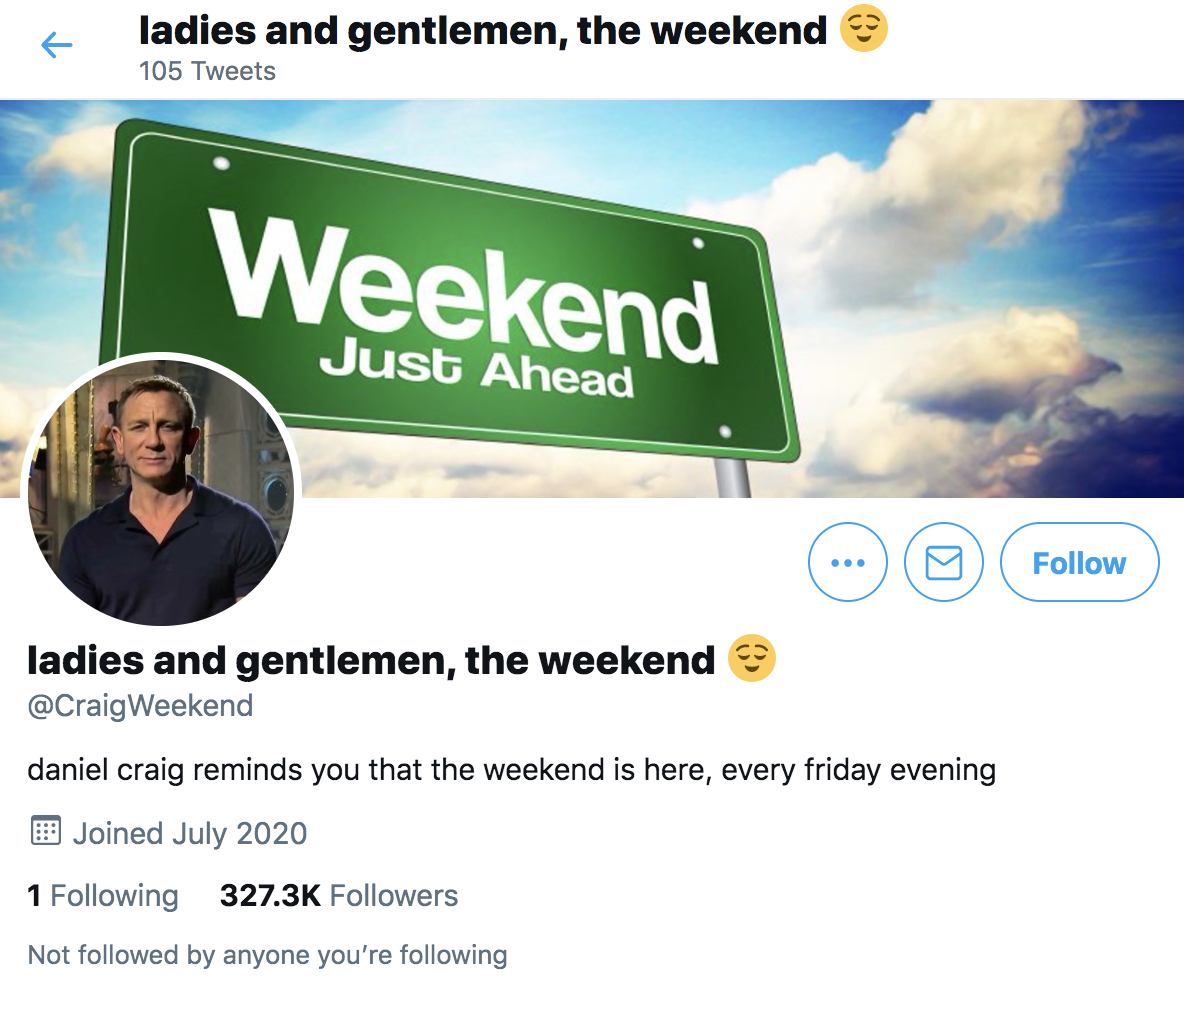 ladies and gentlemen, the weekend 😌
105 Tweets
Weekend
Just Ahead
Follow
ladies and gentlemen, the weekend 😌
@CraigWeekend
daniel craig reminds you that the weekend is here, every friday evening
Joined July 2020
1 Following 327.3K Followers
Not followed by anyone you’re following